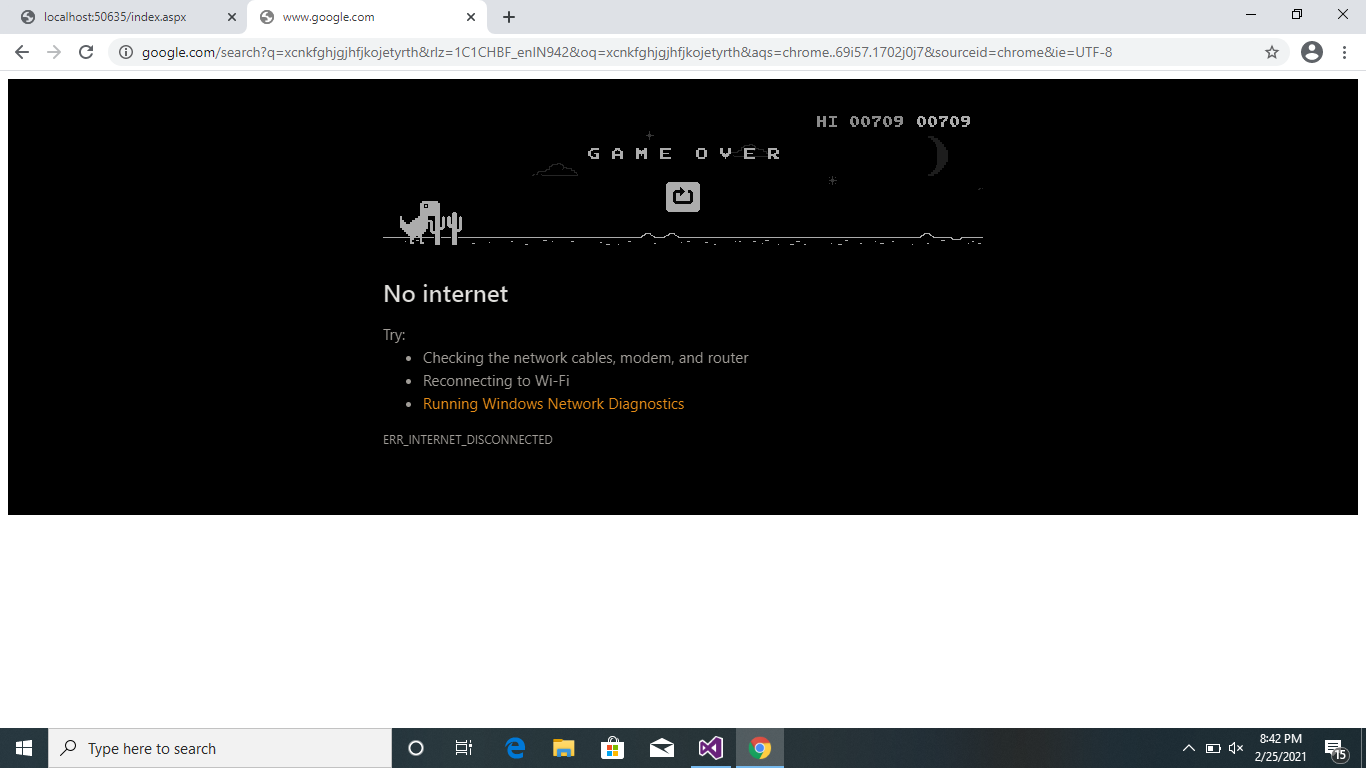 localhost:50635/index.aspx
www.google.com
google.com/search?q=xcnkfghjgjhfjkojetyrth&rlz=1C1CHBF_enIN942&oq=xcnkfghjgjhfjkojetyrth&aqs=chrome..69i57.1702j0j7&sourceid=chrome&ie=UTF-8
HI 00709 00709
GAME OVER
No internet
Try:
Checking the network cables, modem, and router
Reconnecting to Wi-Fi
Running Windows Network Diagnostics
ERR_INTERNET_DISCONNECTED
Type here to search
8:42 PM
2/25/2021
15